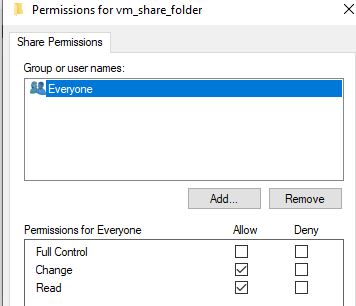 Permissions for vm_share_folder
Share Permissions
Group or user names:
Everyone
Add... Remove
Permissions for Everyone Allow Deny
Full Control
Change
Read